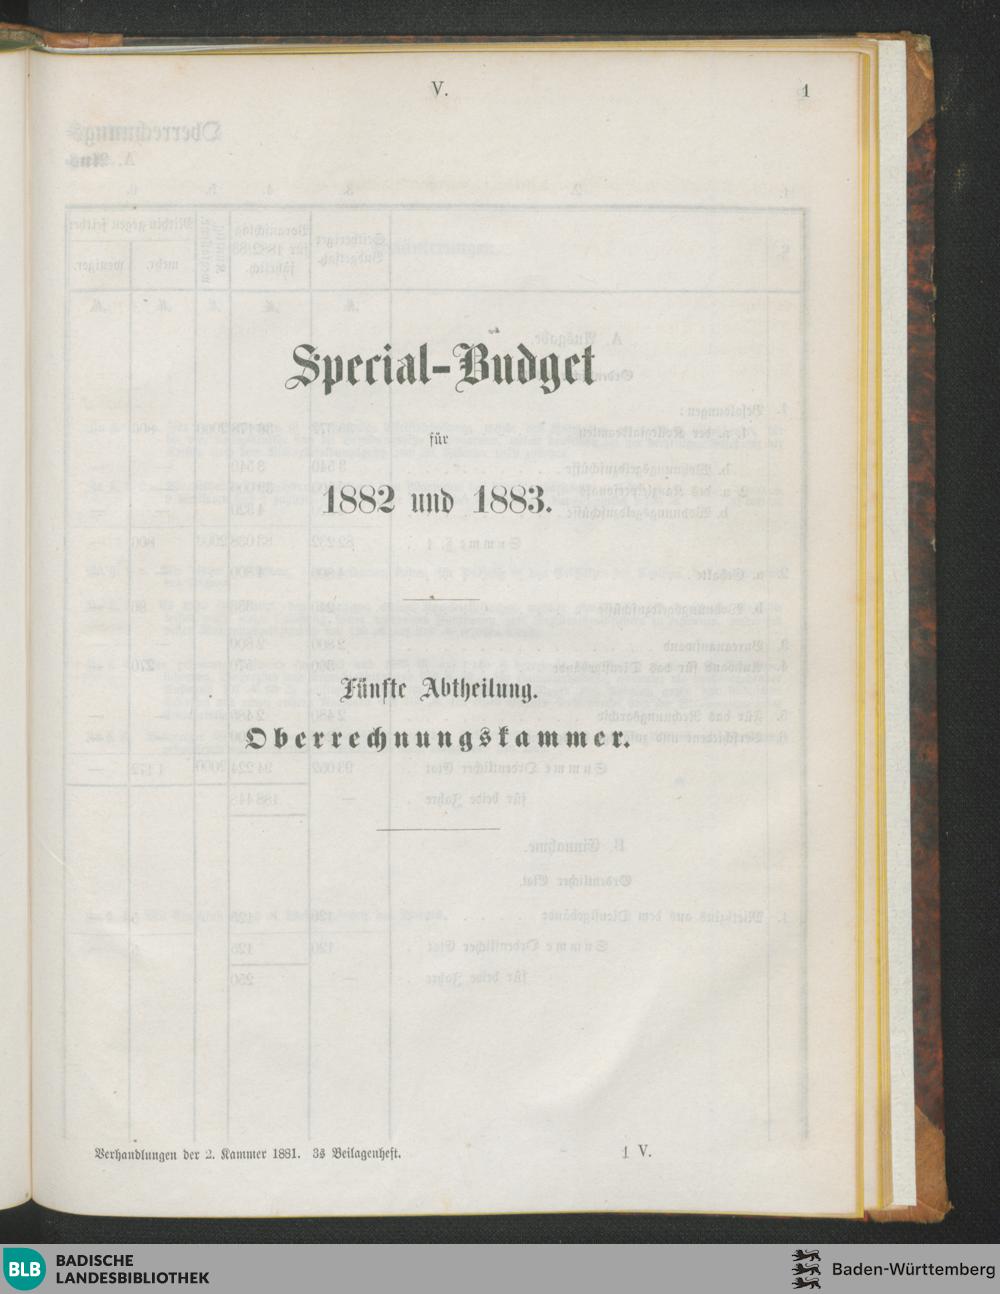 V.
1
Special-Budget
für
1882 und 1883.
Fünfte Abtheilung.
Oberrechnungskammer.
Verhandlungen der 2. Kammer 1881. 3s Beilagenheft.
1 V.
BLB
BADISCHE
LANDESBIBLIOTHEK
Baden-Württemberg